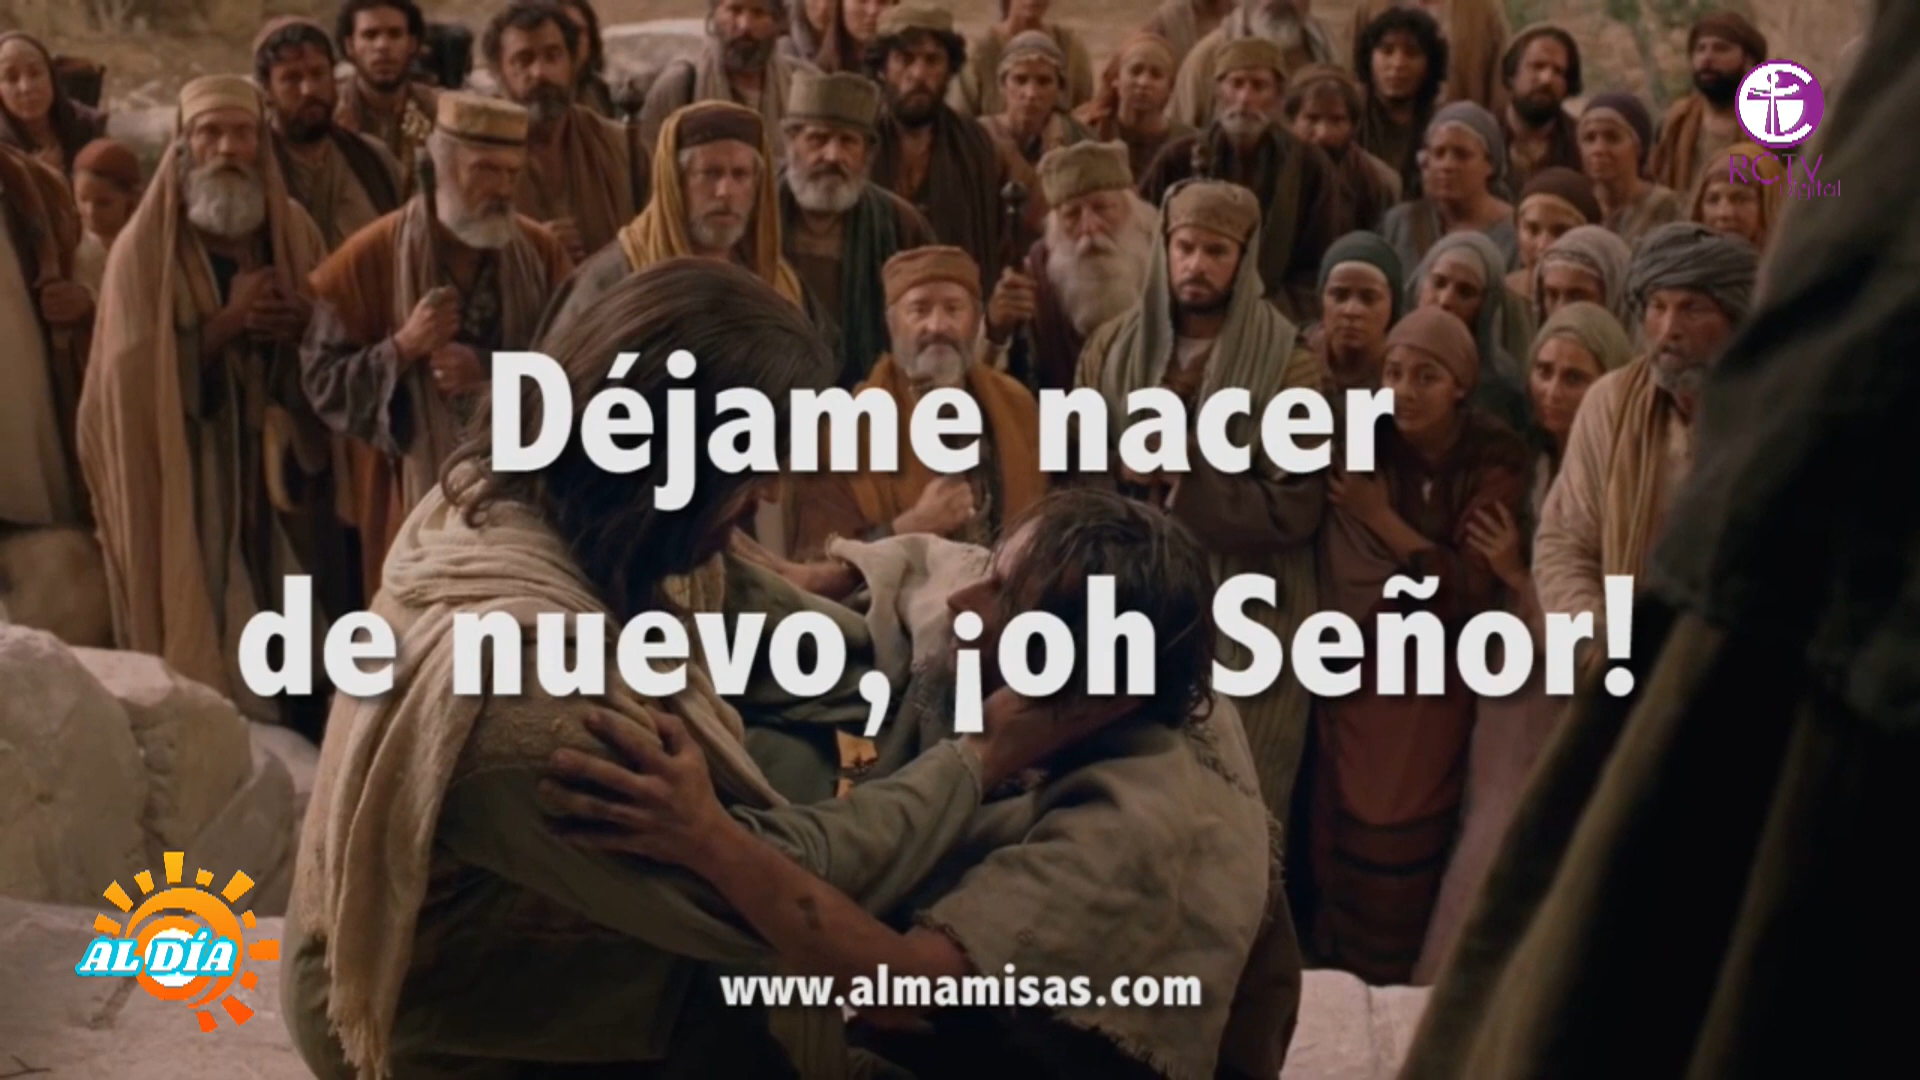 RCTV
Digital
Déjame nacer
de nuevo, ¡oh Señor!
AL DÍA
www.almamisas.com